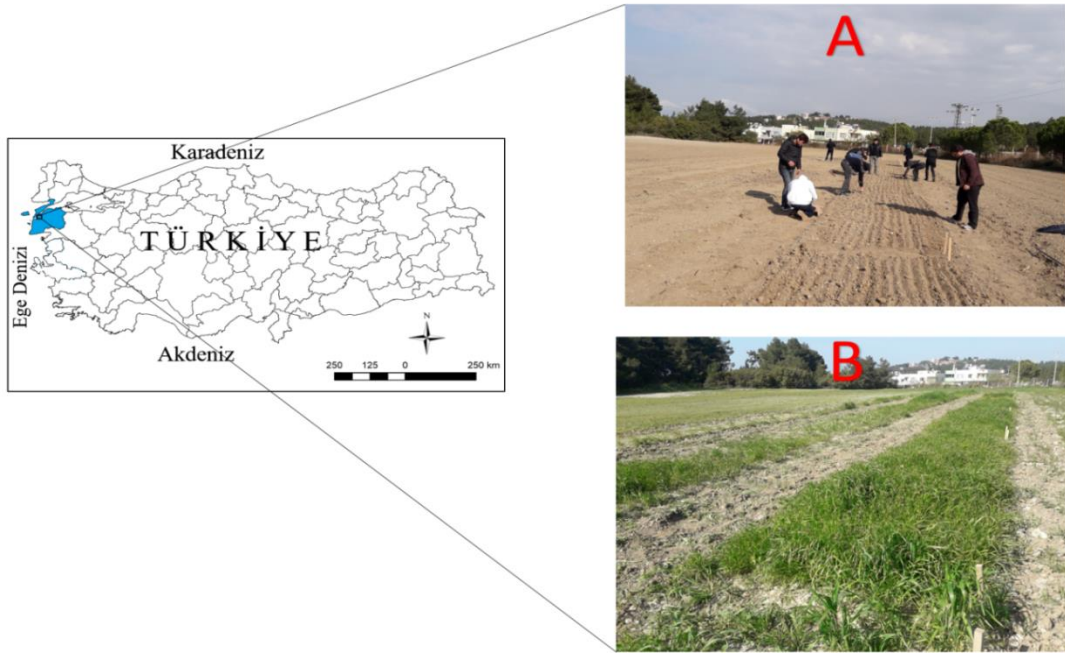 A
Karadeniz
TÜRKİYE
Ege Denizi
Akdeniz
N
250 125 0 250 km
B